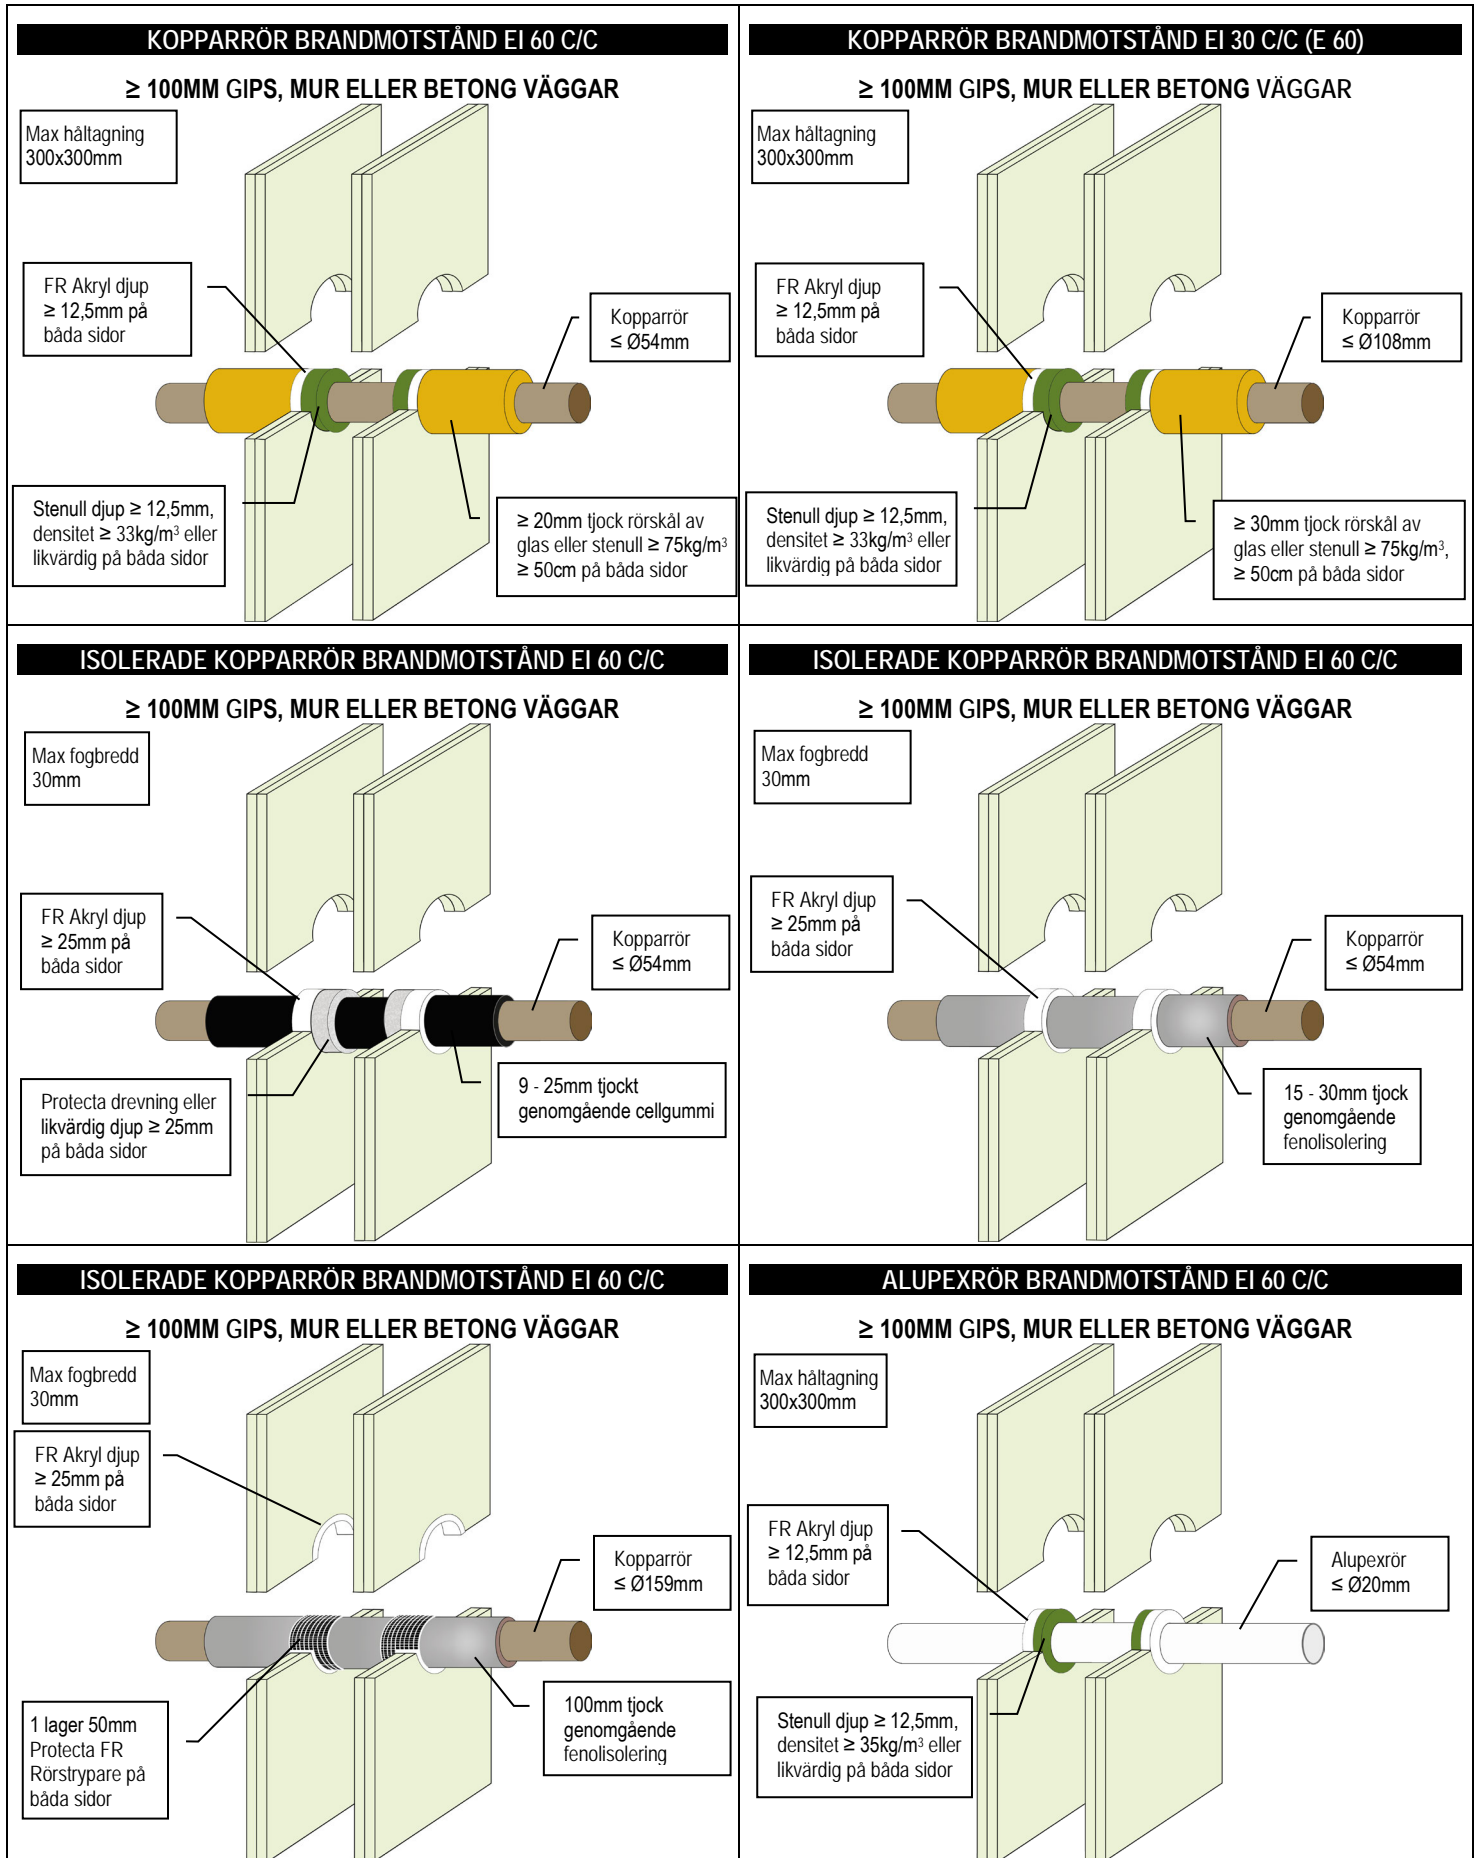 KOPPARRÖR BRANDMOTSTÅND EI 60 C/C
≥ 100MM GIPS, MUR ELLER BETONG VÄGGAR
Max håltagning
300x300mm
FR Akryl djup
≥ 12,5mm på
båda sidor
Kopparrör
≤ Ø54mm
Stenull djup ≥ 12,5mm,
densitet ≥ 33kg/m³ eller
likvärdig på båda sidor
≥ 20mm tjock rörskål av
glas eller stenull ≥ 75kg/m³
≥ 50cm på båda sidor
KOPPARRÖR BRANDMOTSTÅND EI 30 C/C (E 60)
≥ 100MM GIPS, MUR ELLER BETONG VÄGGAR
Max håltagning
300x300mm
FR Akryl djup
≥ 12,5mm på
båda sidor
Kopparrör
≤ Ø108mm
Stenull djup ≥ 12,5mm,
densitet ≥ 33kg/m³ eller
likvärdig på båda sidor
≥ 30mm tjock rörskål av
glas eller stenull ≥ 75kg/m³,
≥ 50cm på båda sidor
ISOLERADE KOPPARRÖR BRANDMOTSTÅND EI 60 C/C
≥ 100MM GIPS, MUR ELLER BETONG VÄGGAR
Max fogbredd
30mm
FR Akryl djup
≥ 25mm på
båda sidor
Kopparrör
≤ Ø54mm
Protecta drevning eller
likvärdig djup ≥ 25mm
på båda sidor
9 - 25mm tjockt
genomgående cellgummi
ISOLERADE KOPPARRÖR BRANDMOTSTÅND EI 60 C/C
≥ 100MM GIPS, MUR ELLER BETONG VÄGGAR
Max fogbredd
30mm
FR Akryl djup
≥ 25mm på
båda sidor
Kopparrör
≤ Ø54mm
15 - 30mm tjock
genomgående
fenolisolering
ISOLERADE KOPPARRÖR BRANDMOTSTÅND EI 60 C/C
≥ 100MM GIPS, MUR ELLER BETONG VÄGGAR
Max fogbredd
30mm
FR Akryl djup
≥ 25mm på
båda sidor
Kopparrör
≤ Ø159mm
1 lager 50mm
Protecta FR
Rörstrypare på
båda sidor
100mm tjock
genomgående
fenolisolering
ALUPEXRÖR BRANDMOTSTÅND EI 60 C/C
≥ 100MM GIPS, MUR ELLER BETONG VÄGGAR
Max håltagning
300x300mm
FR Akryl djup
≥ 12,5mm på
båda sidor
Alupexrör
≤ Ø20mm
Stenull djup ≥ 12,5mm,
densitet ≥ 35kg/m³ eller
likvärdig på båda sidor